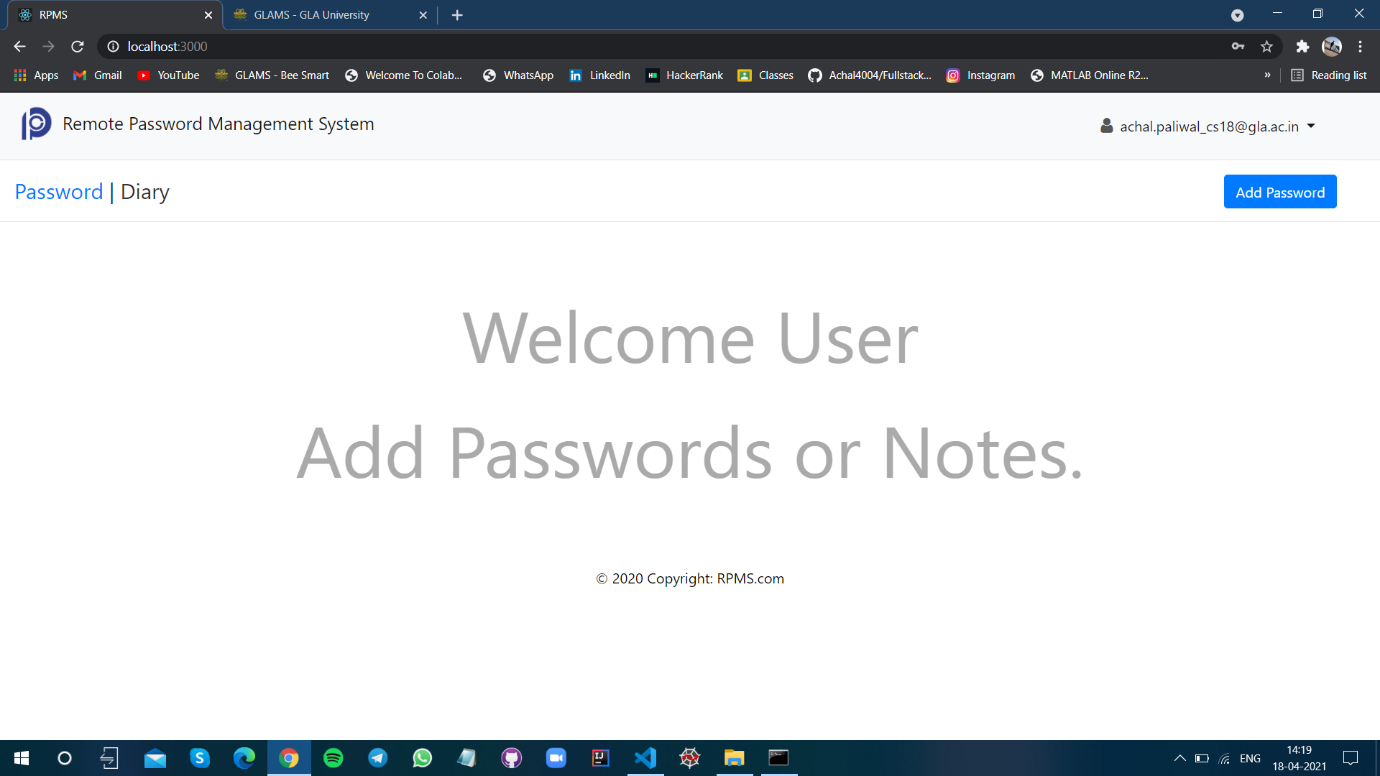 RPMS
GLAMS - GLA University
localhost:3000
Apps
Gmail
YouTube
GLAMS - Bee Smart
Welcome To Colab...
WhatsApp
LinkedIn
HackerRank
Classes
Achal4004/Fullstack...
Instagram
MATLAB Online R2...
»
Reading list
Remote Password Management System
achal.paliwal_cs18@gla.ac.in
Password | Diary
Add Password
Welcome User
Add Passwords or Notes.
© 2020 Copyright: RPMS.com
ENG
14:19
18-04-2021